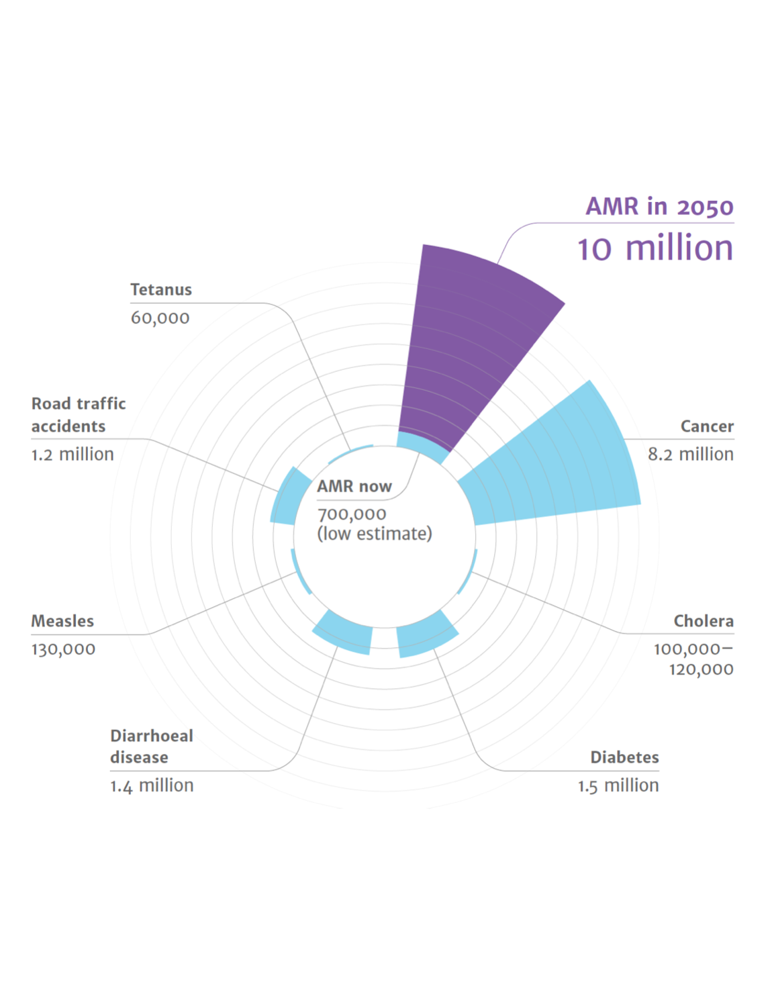 AMR in 2050
10 million
Tetanus
60,000
Road traffic
accidents
1.2 million
Cancer
8.2 million
AMR now
700,000
(low estimate)
Measles
130,000
Cholera
100,000–
120,000
Diarrhoeal
disease
1.4 million
Diabetes
1.5 million